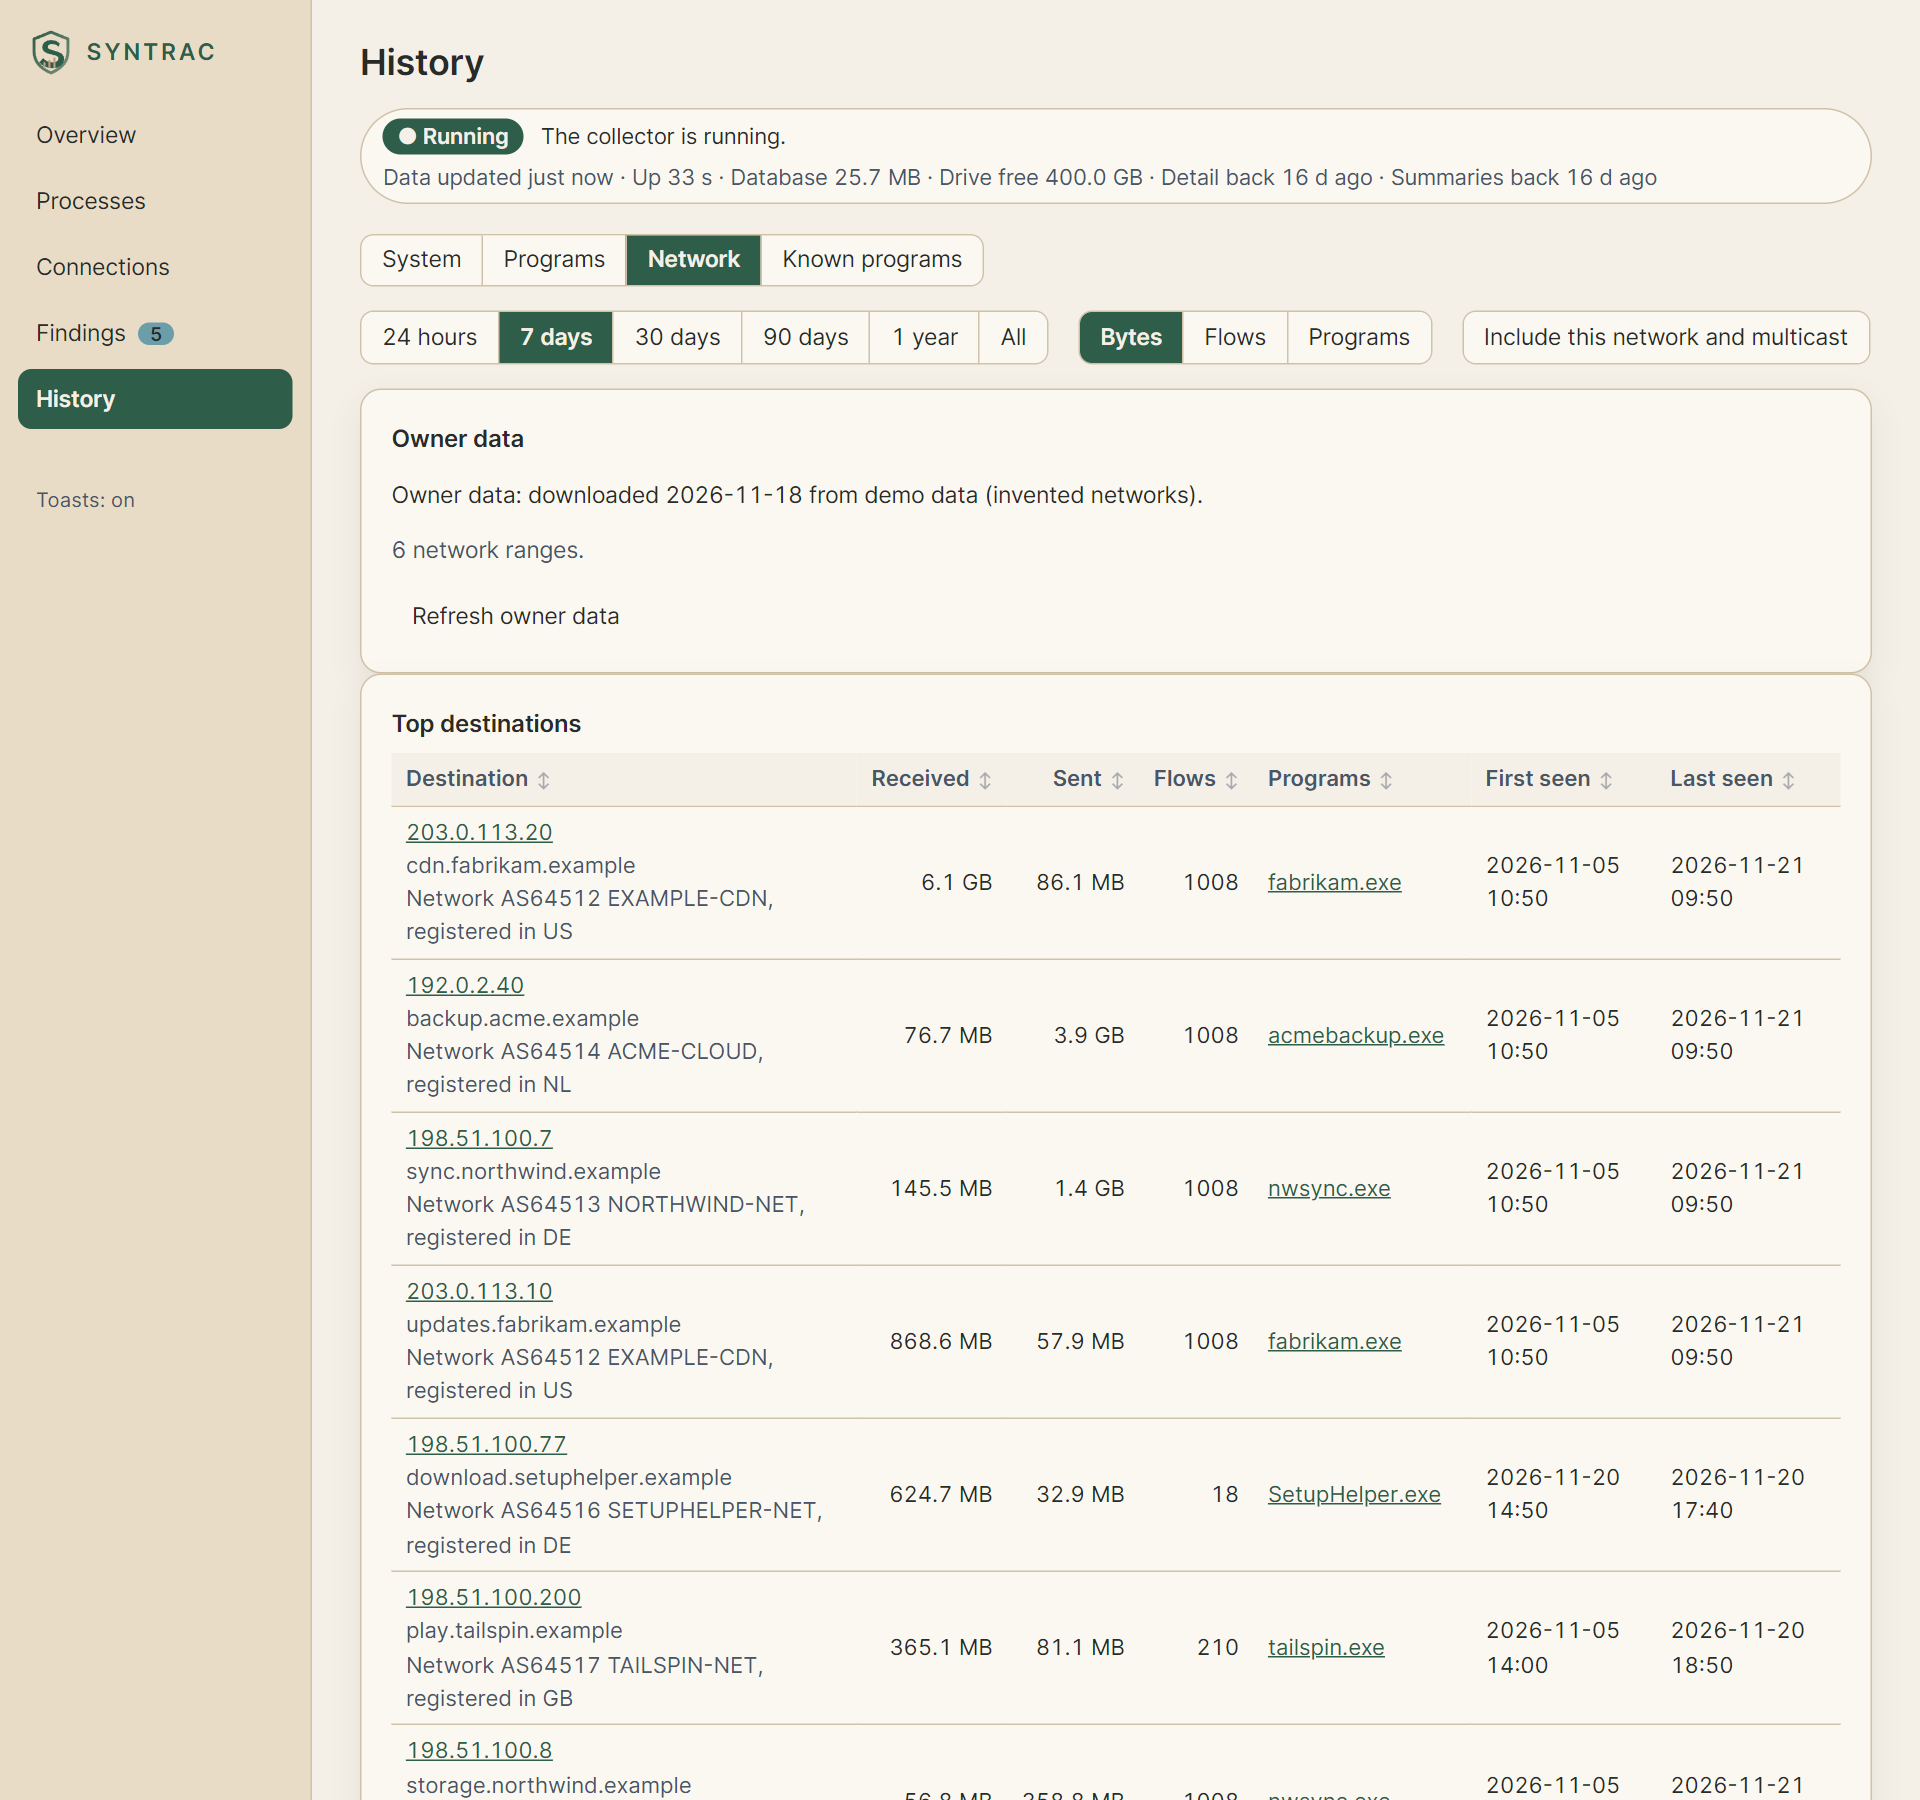 SYNTRAC
Overview
Processes
Connections
Findings 5
History
Toasts: on
History
Running The collector is running.
Data updated just now · Up 33 s · Database 25.7 MB · Drive free 400.0 GB · Detail back 16 d ago · Summaries back 16 d ago
System Programs Network Known programs
24 hours 7 days 30 days 90 days 1 year All Bytes Flows Programs Include this network and multicast
Owner data
Owner data: downloaded 2026-11-18 from demo data (invented networks).
6 network ranges.
Refresh owner data
Top destinations
Destination Received Sent Flows Programs First seen Last seen
203.0.113.20
cdn.fabrikam.example
Network AS64512 EXAMPLE-CDN,
registered in US
6.1 GB 86.1 MB 1008 fabrikam.exe
2026-11-05
10:50
2026-11-21
09:50
192.0.2.40
backup.acme.example
Network AS64514 ACME-CLOUD,
registered in NL
76.7 MB 3.9 GB 1008 acmebackup.exe
2026-11-05
10:50
2026-11-21
09:50
198.51.100.7
sync.northwind.example
Network AS64513 NORTHWIND-NET,
registered in DE
145.5 MB 1.4 GB 1008 nwsync.exe
2026-11-05
10:50
2026-11-21
09:50
203.0.113.10
updates.fabrikam.example
Network AS64512 EXAMPLE-CDN,
registered in US
868.6 MB 57.9 MB 1008 fabrikam.exe
2026-11-05
10:50
2026-11-21
09:50
198.51.100.77
download.setuphelper.example
Network AS64516 SETUPHELPER-NET,
registered in DE
624.7 MB 32.9 MB 18 SetupHelper.exe
2026-11-20
14:50
2026-11-20
17:40
198.51.100.200
play.tailspin.example
Network AS64517 TAILSPIN-NET,
registered in GB
365.1 MB 81.1 MB 210 tailspin.exe
2026-11-05
14:00
2026-11-20
18:50
198.51.100.8
storage.northwind.example
2026-11-05
2026-11-21